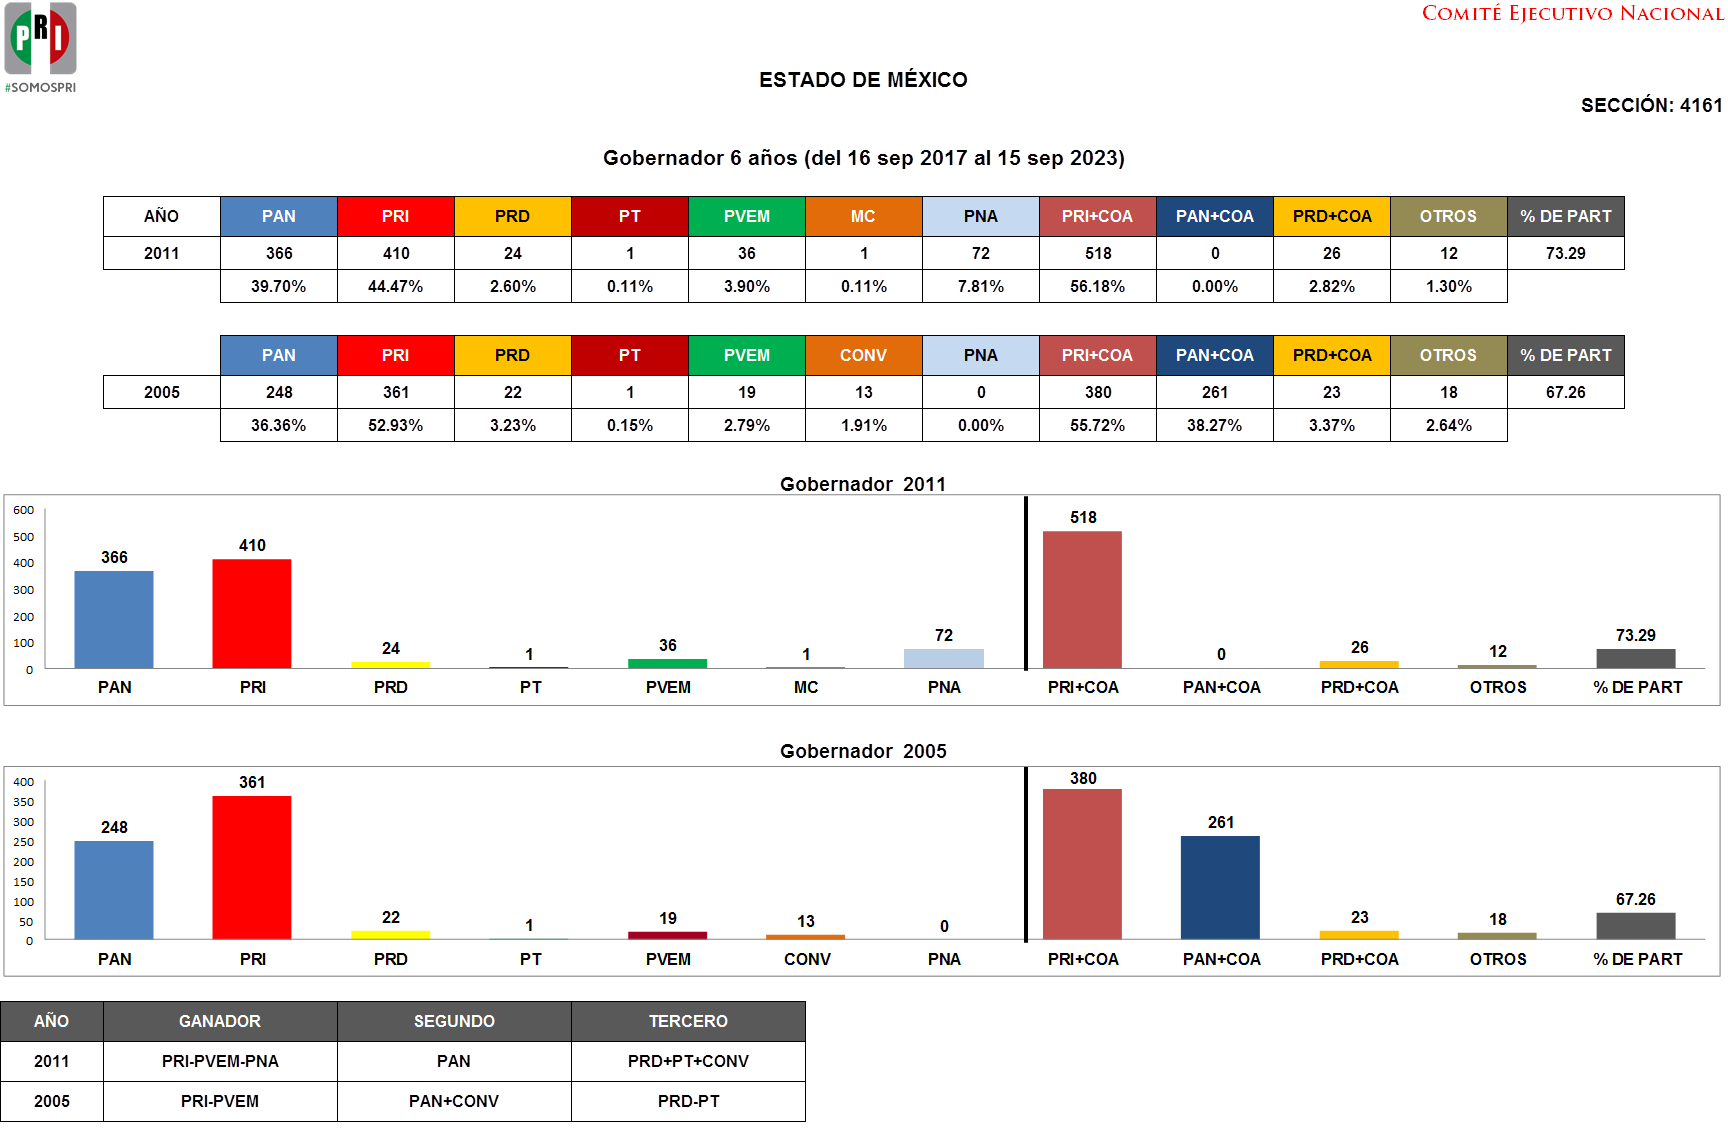 PRI
#SOMOSPRI
COMITÉ EJECUTIVO NACIONAL
ESTADO DE MÉXICO
SECCIÓN: 4161
Gobernador 6 años (del 16 sep 2017 al 15 sep 2023)
AÑO PAN PRI PRD PT PVEM MC PNA PRI+COA PAN+COA PRD+COA OTROS % DE PART
2011 366 410 24 1 36 1 72 518 0 26 12 73.29
39.70% 44.47% 2.60% 0.11% 3.90% 0.11% 7.81% 56.18% 0.00% 2.82% 1.30%
PAN PRI PRD PT PVEM CONV PNA PRI+COA PAN+COA PRD+COA OTROS % DE PART
2005 248 361 22 1 19 13 0 380 261 23 18 67.26
36.36% 52.93% 3.23% 0.15% 2.79% 1.91% 0.00% 55.72% 38.27% 3.37% 2.64%
Gobernador 2011
600
500
400
300
200
100
0
366 410 24 1 36 1 72 518 0 26 12 73.29
PAN PRI PRD PT PVEM MC PNA PRI+COA PAN+COA PRD+COA OTROS % DE PART
Gobernador 2005
400
350
300
250
200
150
100
50
0
248 361 22 1 19 13 0 380 261 23 18 67.26
PAN PRI PRD PT PVEM CONV PNA PRI+COA PAN+COA PRD+COA OTROS % DE PART
AÑO GANADOR SEGUNDO TERCERO
2011 PRI-PVEM-PNA PAN PRD+PT+CONV
2005 PRI-PVEM PAN+CONV PRD-PT